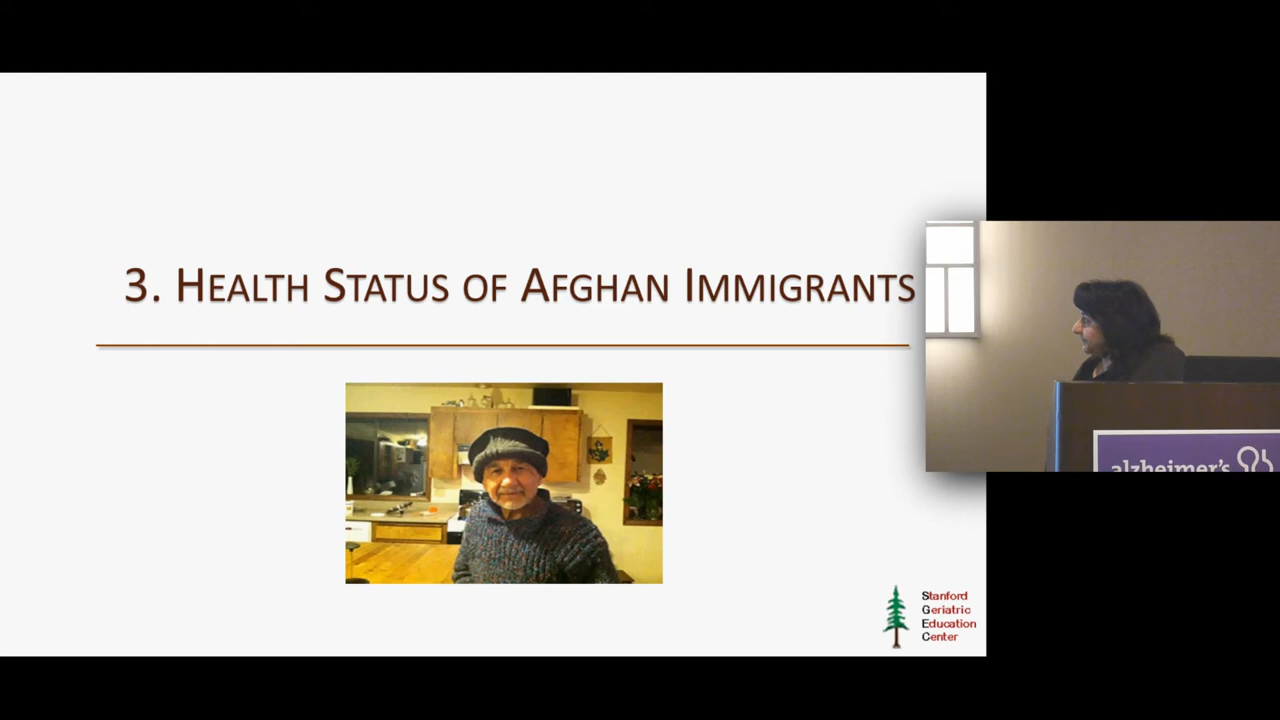 3. Health Status of Afghan Immigrants
alzheimer's
Stanford
Geriatric
Education
Center